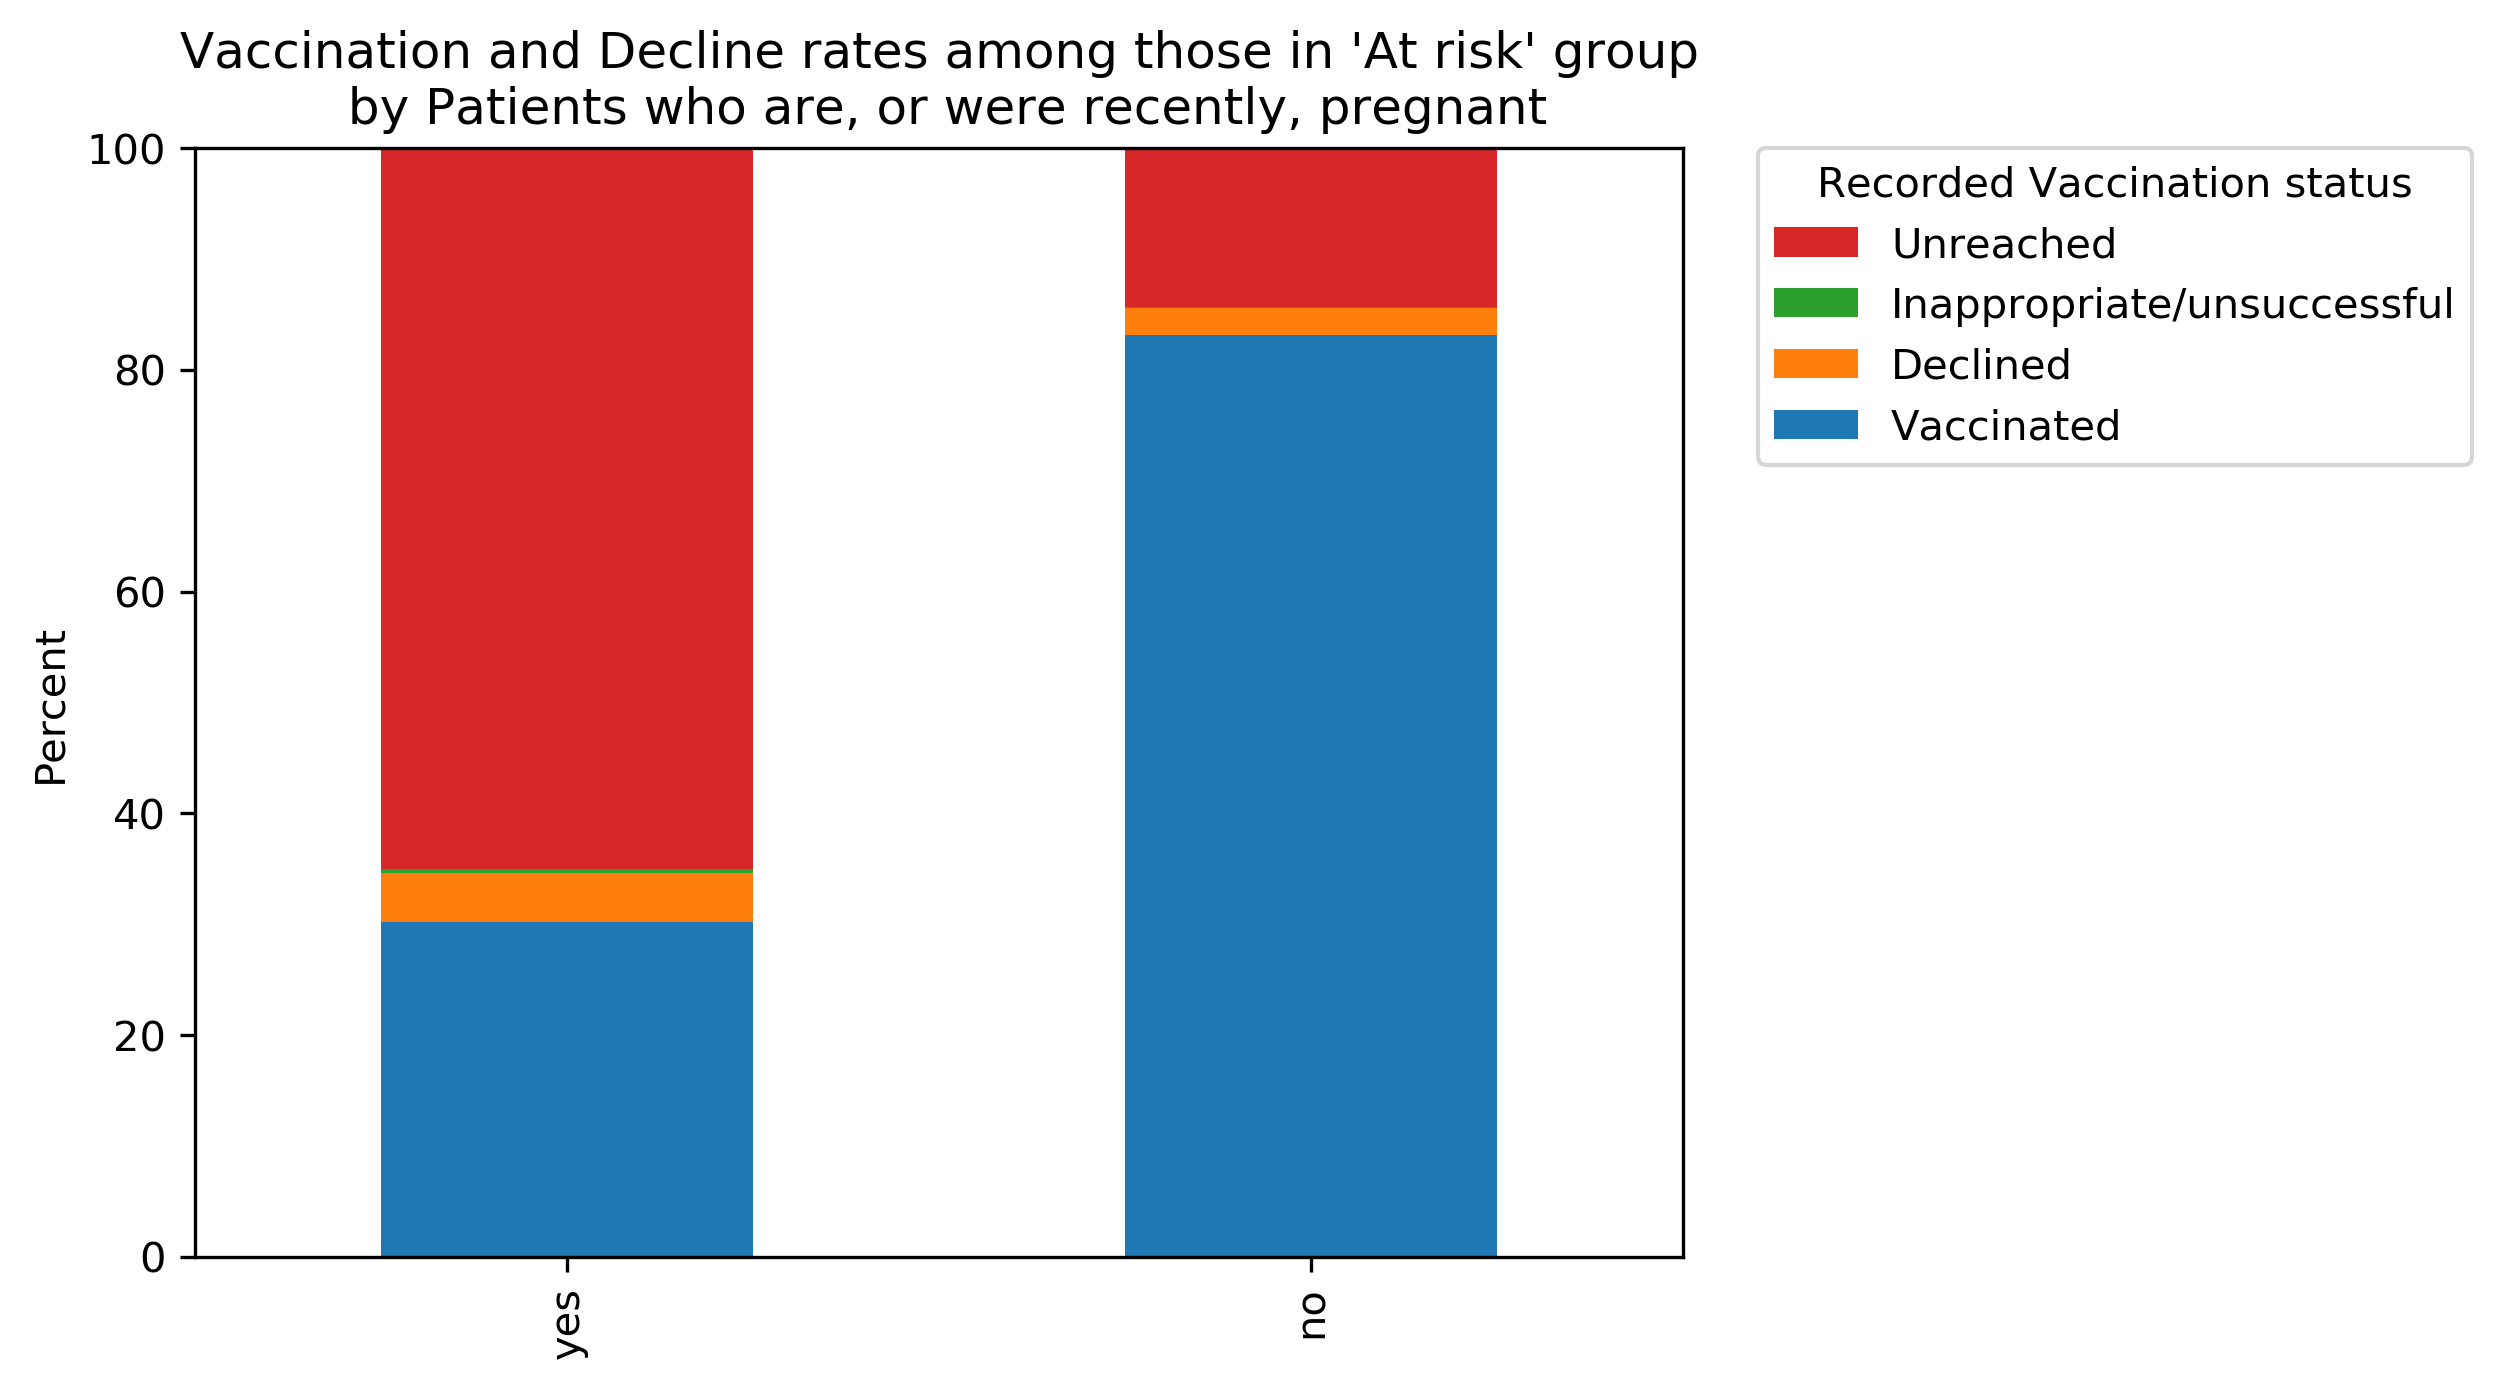 Vaccination and Decline rates among those in 'At risk' group
by Patients who are, or were recently, pregnant
100
80
60
40
20
0
Percent
yes
no
Recorded Vaccination status
Unreached
Inappropriate/unsuccessful
Declined
Vaccinated